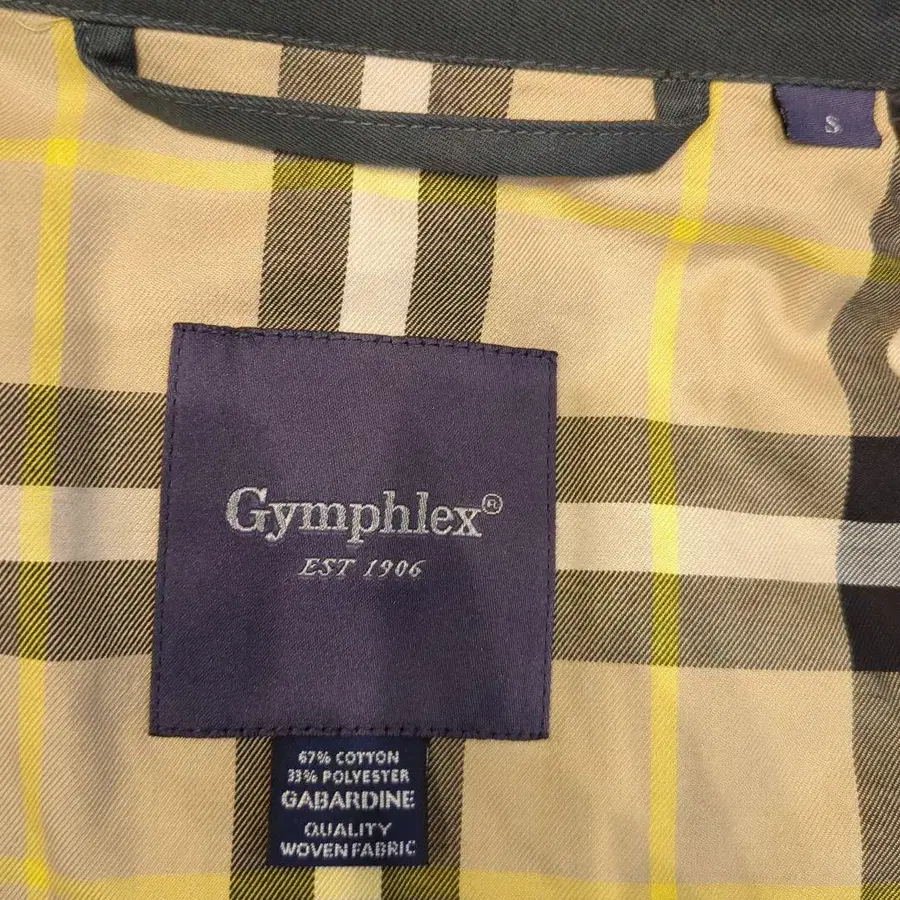 S
Gymphlex®
EST 1906
67% COTTON
33% POLYESTER
GABARDINE
QUALITY
WOVEN FABRIC